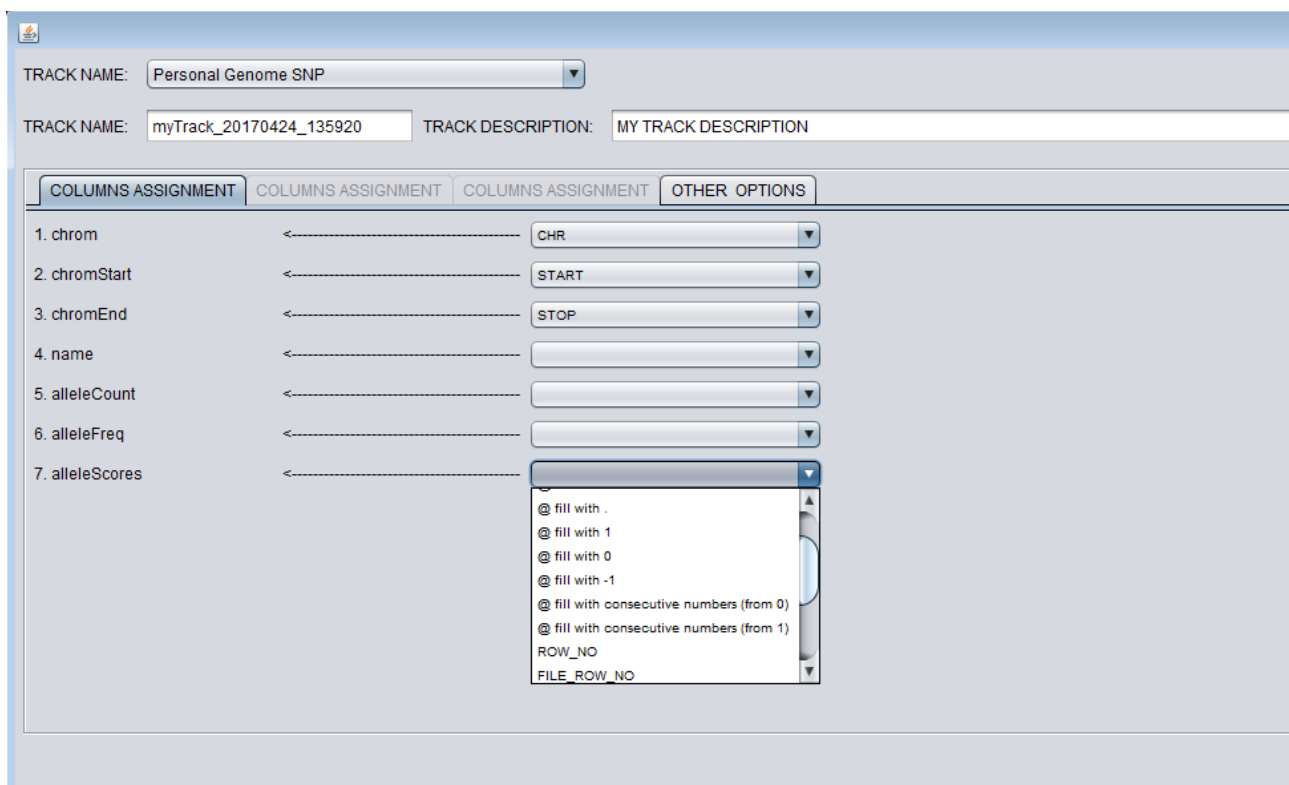 TRACK NAME: Personal Genome SNP
TRACK NAME: myTrack_20170424_135920 TRACK DESCRIPTION: MY TRACK DESCRIPTION
COLUMNS ASSIGNMENT COLUMNS ASSIGNMENT COLUMNS ASSIGNMENT OTHER OPTIONS
1. chrom <------------------------------------------- CHR
2. chromStart <------------------------------------------- START
3. chromEnd <------------------------------------------- STOP
4. name <-------------------------------------------
5. alleleCount <-------------------------------------------
6. alleleFreq <-------------------------------------------
7. alleleScores <-------------------------------------------
@ fill with .
@ fill with 1
@ fill with 0
@ fill with -1
@ fill with consecutive numbers (from 0)
@ fill with consecutive numbers (from 1)
ROW_NO
FILE_ROW_NO